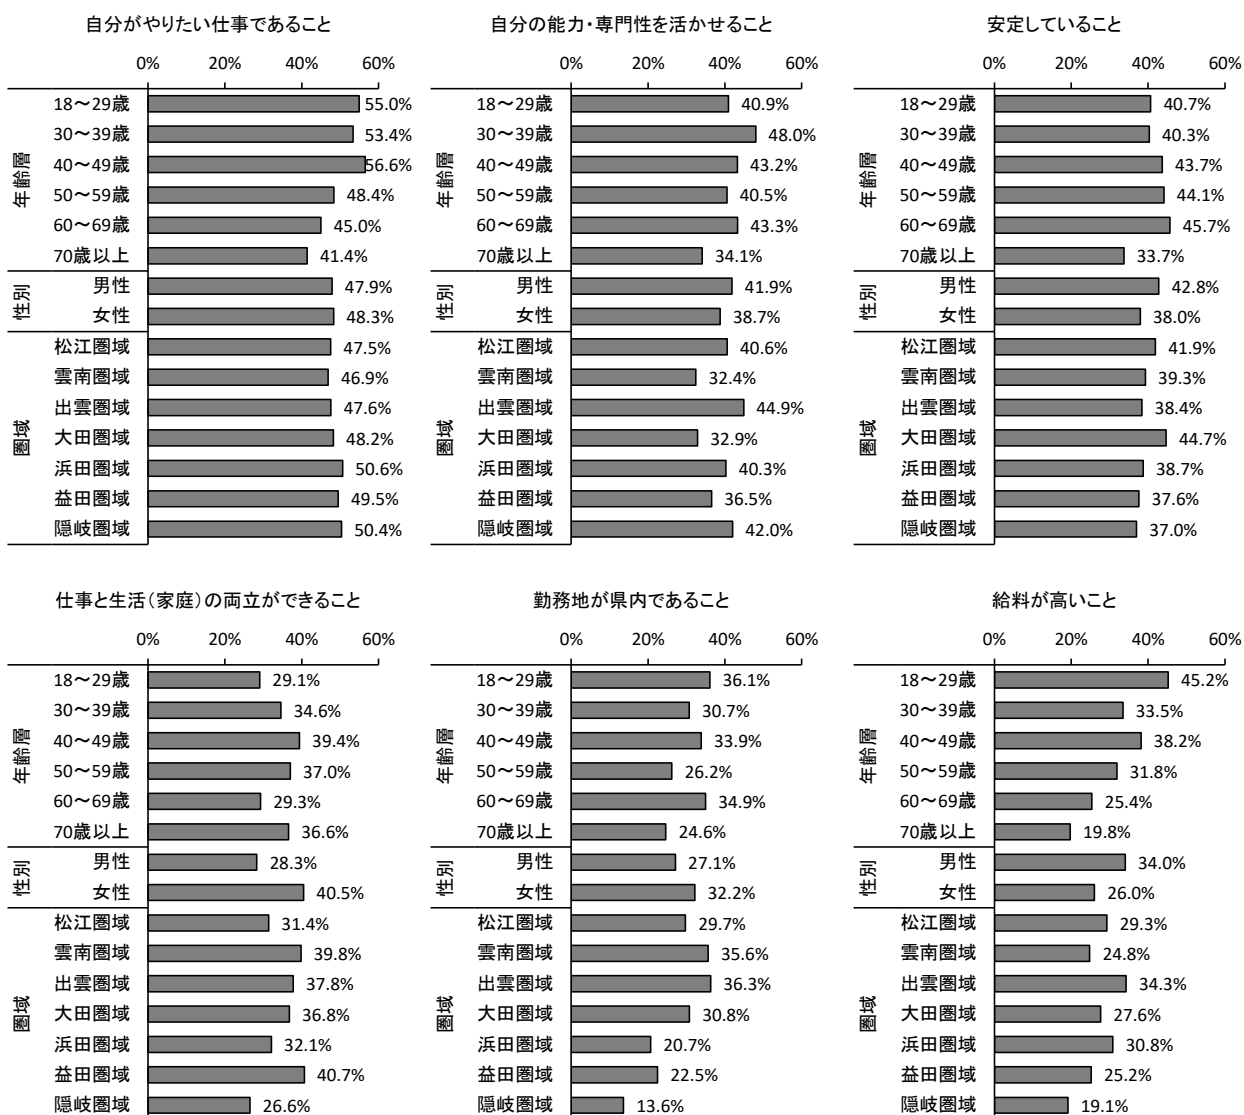 自分がやりたい仕事であること
0% 20% 40% 60%
年齢層
18～29歳 55.0%
30～39歳 53.4%
40～49歳 56.6%
50～59歳 48.4%
60～69歳 45.0%
70歳以上 41.4%
性別
男性 47.9%
女性 48.3%
圏域
松江圏域 47.5%
雲南圏域 46.9%
出雲圏域 47.6%
大田圏域 48.2%
浜田圏域 50.6%
益田圏域 49.5%
隠岐圏域 50.4%
自分の能力・専門性を活かせること
0% 20% 40% 60%
年齢層
18～29歳 40.9%
30～39歳 48.0%
40～49歳 43.2%
50～59歳 40.5%
60～69歳 43.3%
70歳以上 34.1%
性別
男性 41.9%
女性 38.7%
圏域
松江圏域 40.6%
雲南圏域 32.4%
出雲圏域 44.9%
大田圏域 32.9%
浜田圏域 40.3%
益田圏域 36.5%
隠岐圏域 42.0%
安定していること
0% 20% 40% 60%
年齢層
18～29歳 40.7%
30～39歳 40.3%
40～49歳 43.7%
50～59歳 44.1%
60～69歳 45.7%
70歳以上 33.7%
性別
男性 42.8%
女性 38.0%
圏域
松江圏域 41.9%
雲南圏域 39.3%
出雲圏域 38.4%
大田圏域 44.7%
浜田圏域 38.7%
益田圏域 37.6%
隠岐圏域 37.0%
仕事と生活（家庭）の両立ができること
0% 20% 40% 60%
年齢層
18～29歳 29.1%
30～39歳 34.6%
40～49歳 39.4%
50～59歳 37.0%
60～69歳 29.3%
70歳以上 36.6%
性別
男性 28.3%
女性 40.5%
圏域
松江圏域 31.4%
雲南圏域 39.8%
出雲圏域 37.8%
大田圏域 36.8%
浜田圏域 32.1%
益田圏域 40.7%
隠岐圏域 26.6%
勤務地が県内であること
0% 20% 40% 60%
年齢層
18～29歳 36.1%
30～39歳 30.7%
40～49歳 33.9%
50～59歳 26.2%
60～69歳 34.9%
70歳以上 24.6%
性別
男性 27.1%
女性 32.2%
圏域
松江圏域 29.7%
雲南圏域 35.6%
出雲圏域 36.3%
大田圏域 30.8%
浜田圏域 20.7%
益田圏域 22.5%
隠岐圏域 13.6%
給料が高いこと
0% 20% 40% 60%
年齢層
18～29歳 45.2%
30～39歳 33.5%
40～49歳 38.2%
50～59歳 31.8%
60～69歳 25.4%
70歳以上 19.8%
性別
男性 34.0%
女性 26.0%
圏域
松江圏域 29.3%
雲南圏域 24.8%
出雲圏域 34.3%
大田圏域 27.6%
浜田圏域 30.8%
益田圏域 25.2%
隠岐圏域 19.1%